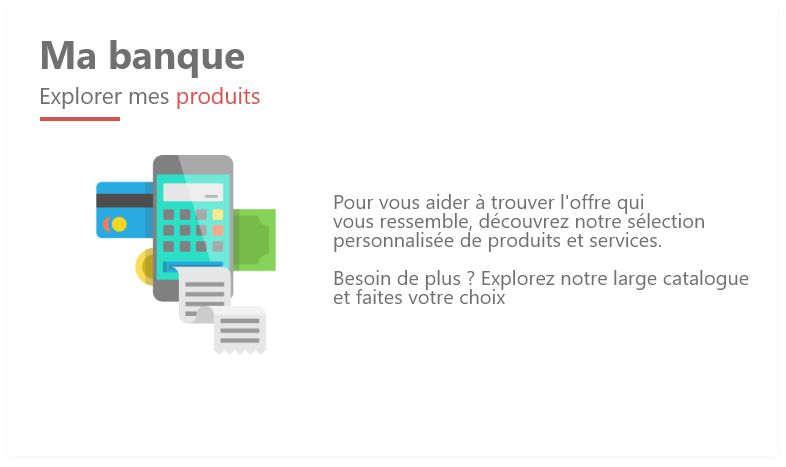 Ma banque
Explorer mes produits
Pour vous aider à trouver l'offre qui
vous ressemble, découvrez notre sélection
personnalisée de produits et services.
Besoin de plus ? Explorez notre large catalogue
et faites votre choix